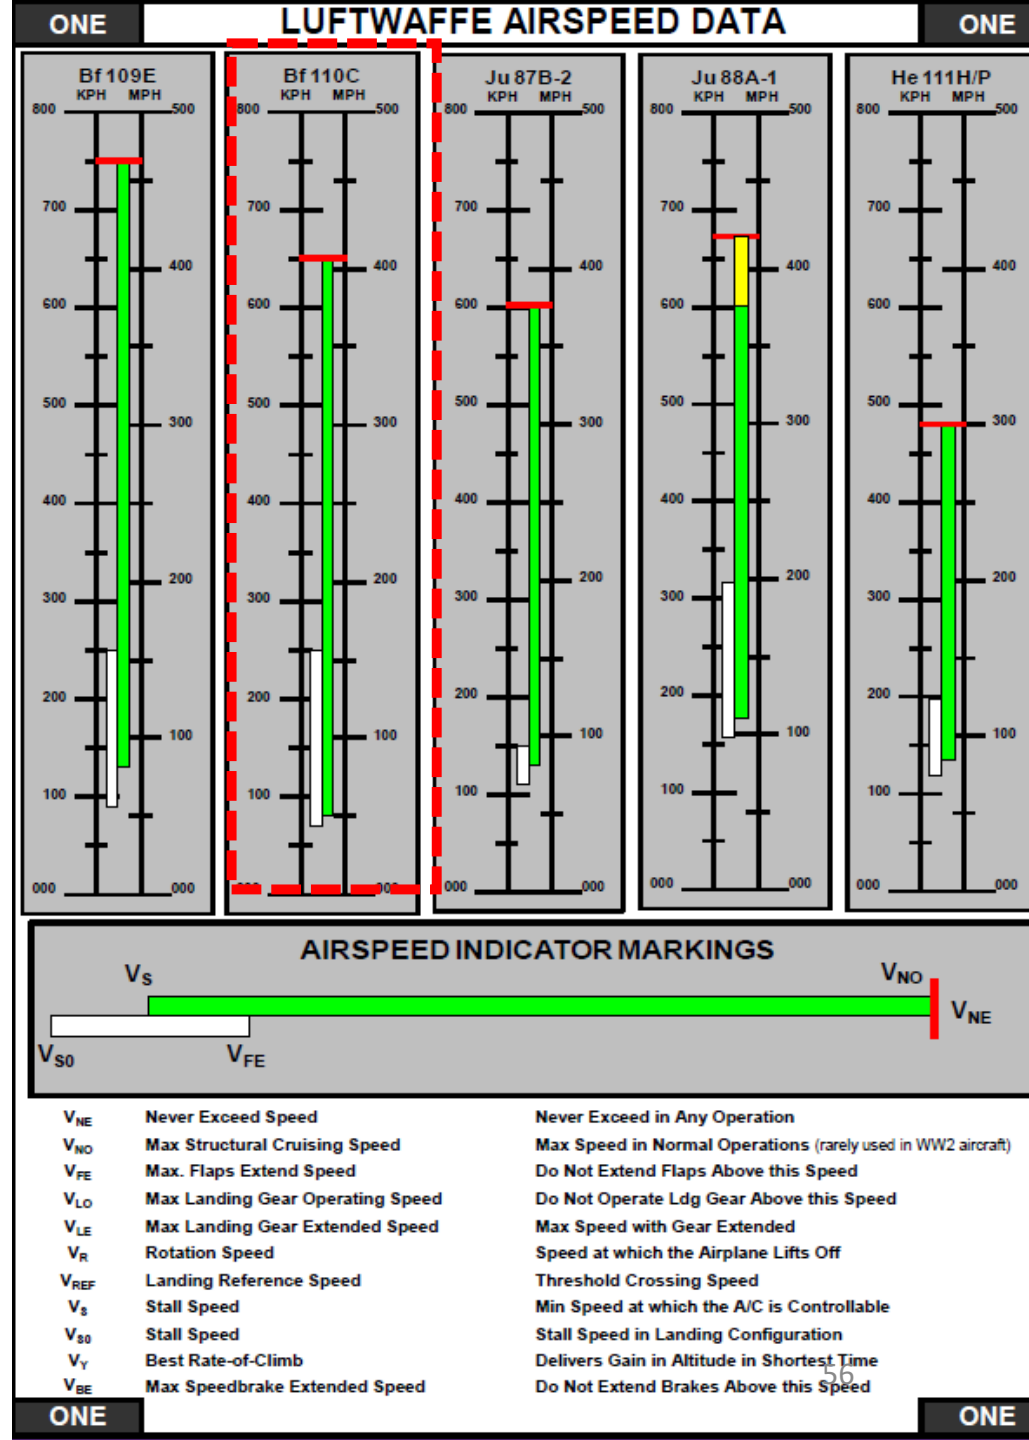 ONE LUFTWAFFE AIRSPEED DATA ONE
Bf 109E
KPH MPH
800 500
700
400
600
500
300
400
200
300
200
100
100
000 000
Bf 110C
KPH MPH
800 500
700
400
600
500
300
400
200
300
200
100
100
Ju 87B-2
KPH MPH
800 500
700
400
600
500
300
400
200
300
200
100
100
000 000
Ju 88A-1
KPH MPH
800 500
700
400
600
500
300
400
200
300
200
100
100
000 000
He 111H/P
KPH MPH
800 500
700
400
600
500
300
400
200
300
200
100
100
000 000
AIRSPEED INDICATOR MARKINGS
VS VNO
VNE
VS0 VFE
VNE Never Exceed Speed Never Exceed in Any Operation
VNO Max Structural Cruising Speed Max Speed in Normal Operations (rarely used in WW2 aircraft)
VFE Max. Flaps Extend Speed Do Not Extend Flaps Above this Speed
VLO Max Landing Gear Operating Speed Do Not Operate Ldg Gear Above this Speed
VLE Max Landing Gear Extended Speed Max Speed with Gear Extended
VR Rotation Speed Speed at which the Airplane Lifts Off
VREF Landing Reference Speed Threshold Crossing Speed
VS Stall Speed Min Speed at which the A/C is Controllable
VS0 Stall Speed Stall Speed in Landing Configuration
VY Best Rate-of-Climb Delivers Gain in Altitude in Shortest Time
56
VBE Max Speedbrake Extended Speed Do Not Extend Brakes Above this Speed
ONE ONE